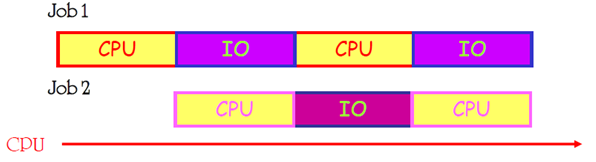 Job 1
CPU IO CPU IO
Job 2
CPU IO CPU
CPU